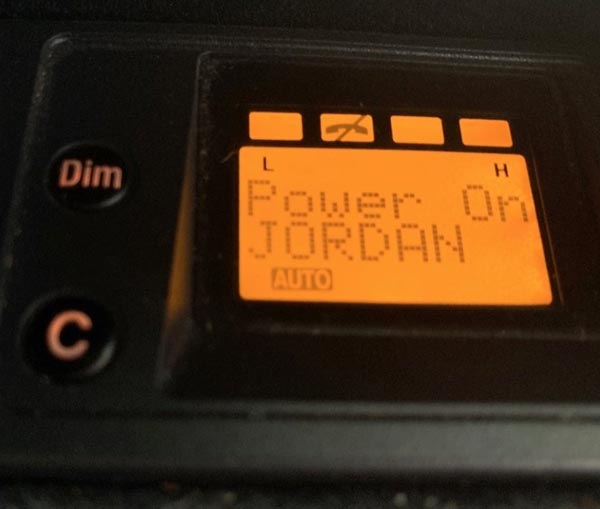 Dim
L H
Power On
JORDAN
AUTO
C